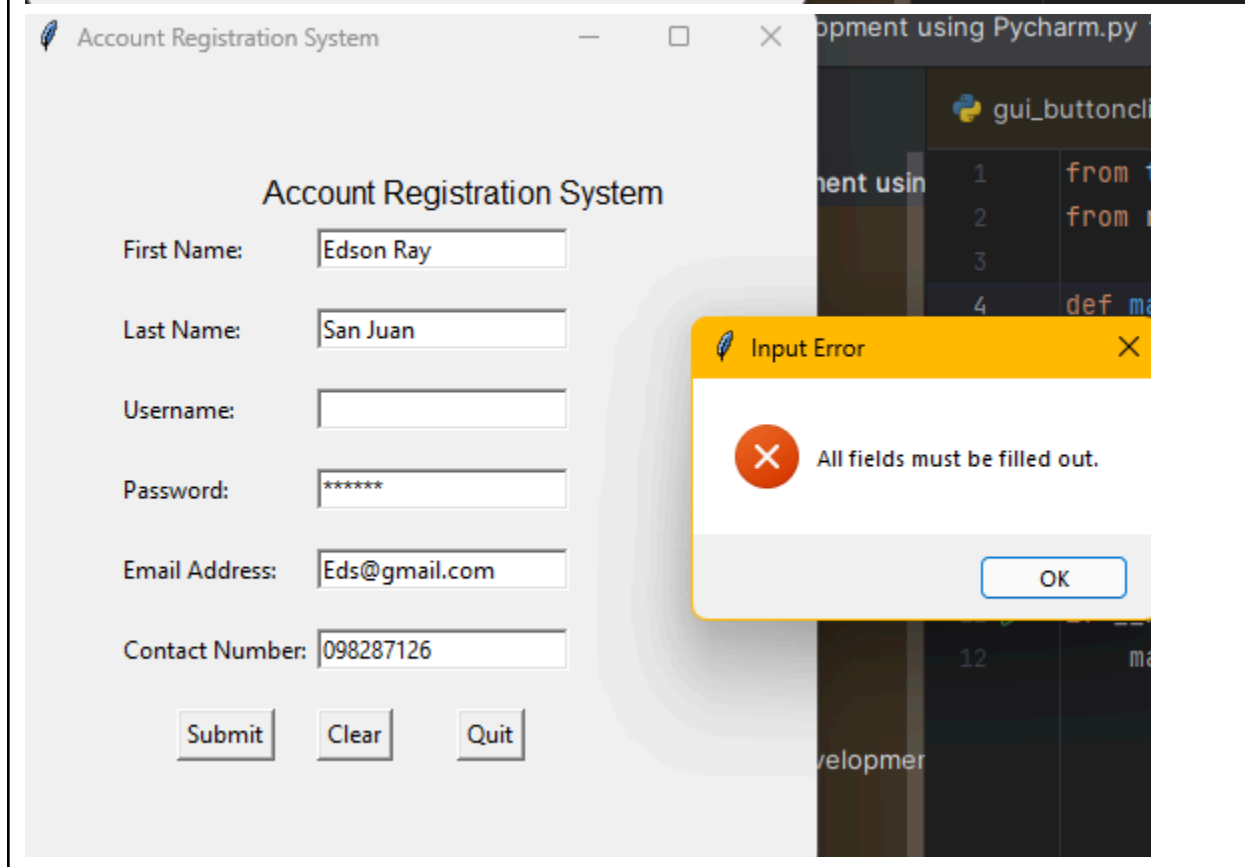 Account Registration System
opment using Pycharm.py
gui_buttoncli
ment usin
1 from
2 from
3
4 def ma
Account Registration System
First Name: Edson Ray
Last Name: San Juan
Username:
Password: ******
Email Address: Eds@gmail.com
Contact Number: 098287126
Submit Clear Quit
Input Error
All fields must be filled out.
OK
12 ma
velopmen